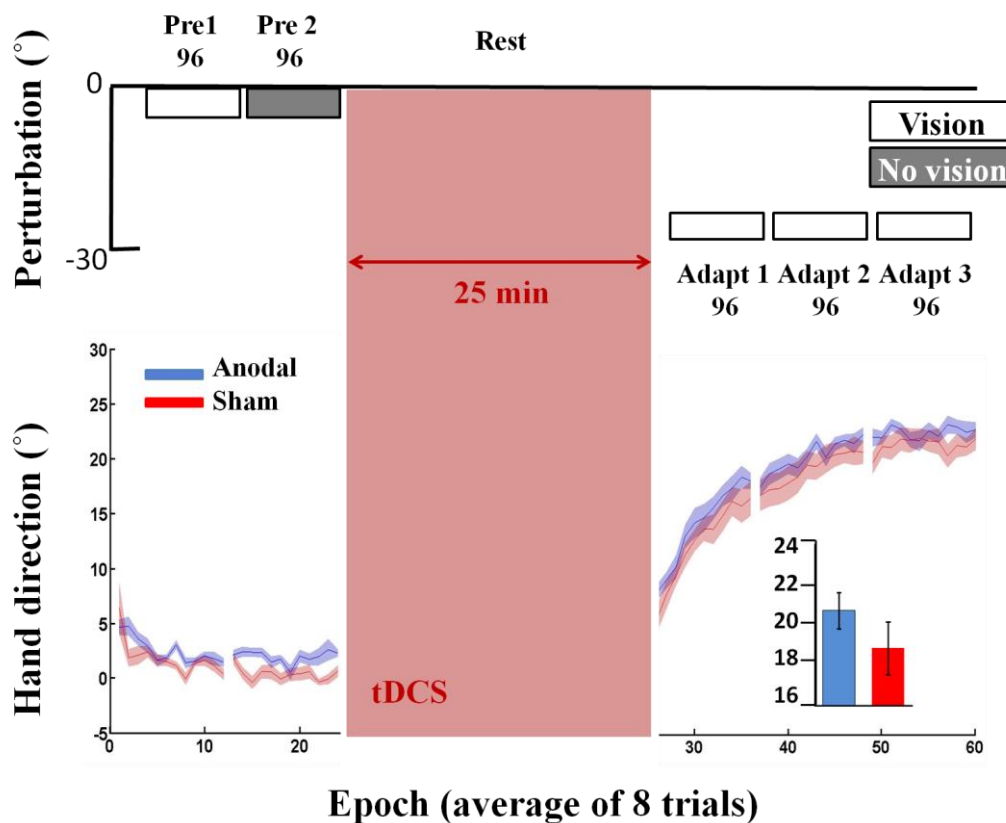 Pre1
96
Pre 2
96
Rest
Perturbation (°)
0
-30
Vision
No vision
25 min
Adapt 1
96
Adapt 2
96
Adapt 3
96
Hand direction (°)
30
25
20
15
10
5
0
-5
Anodal
Sham
tDCS
24
22
20
18
16
0
10
20
30
40
50
60
Epoch (average of 8 trials)